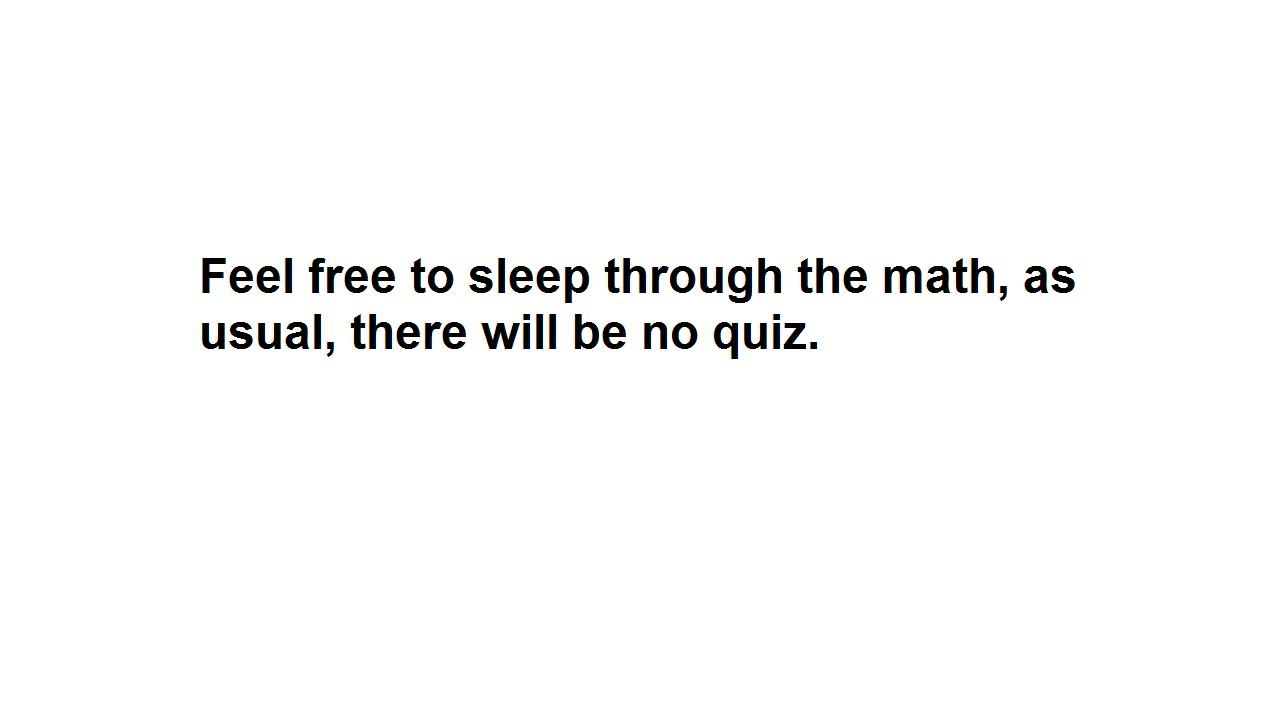 Feel free to sleep through the math, as
usual, there will be no quiz.